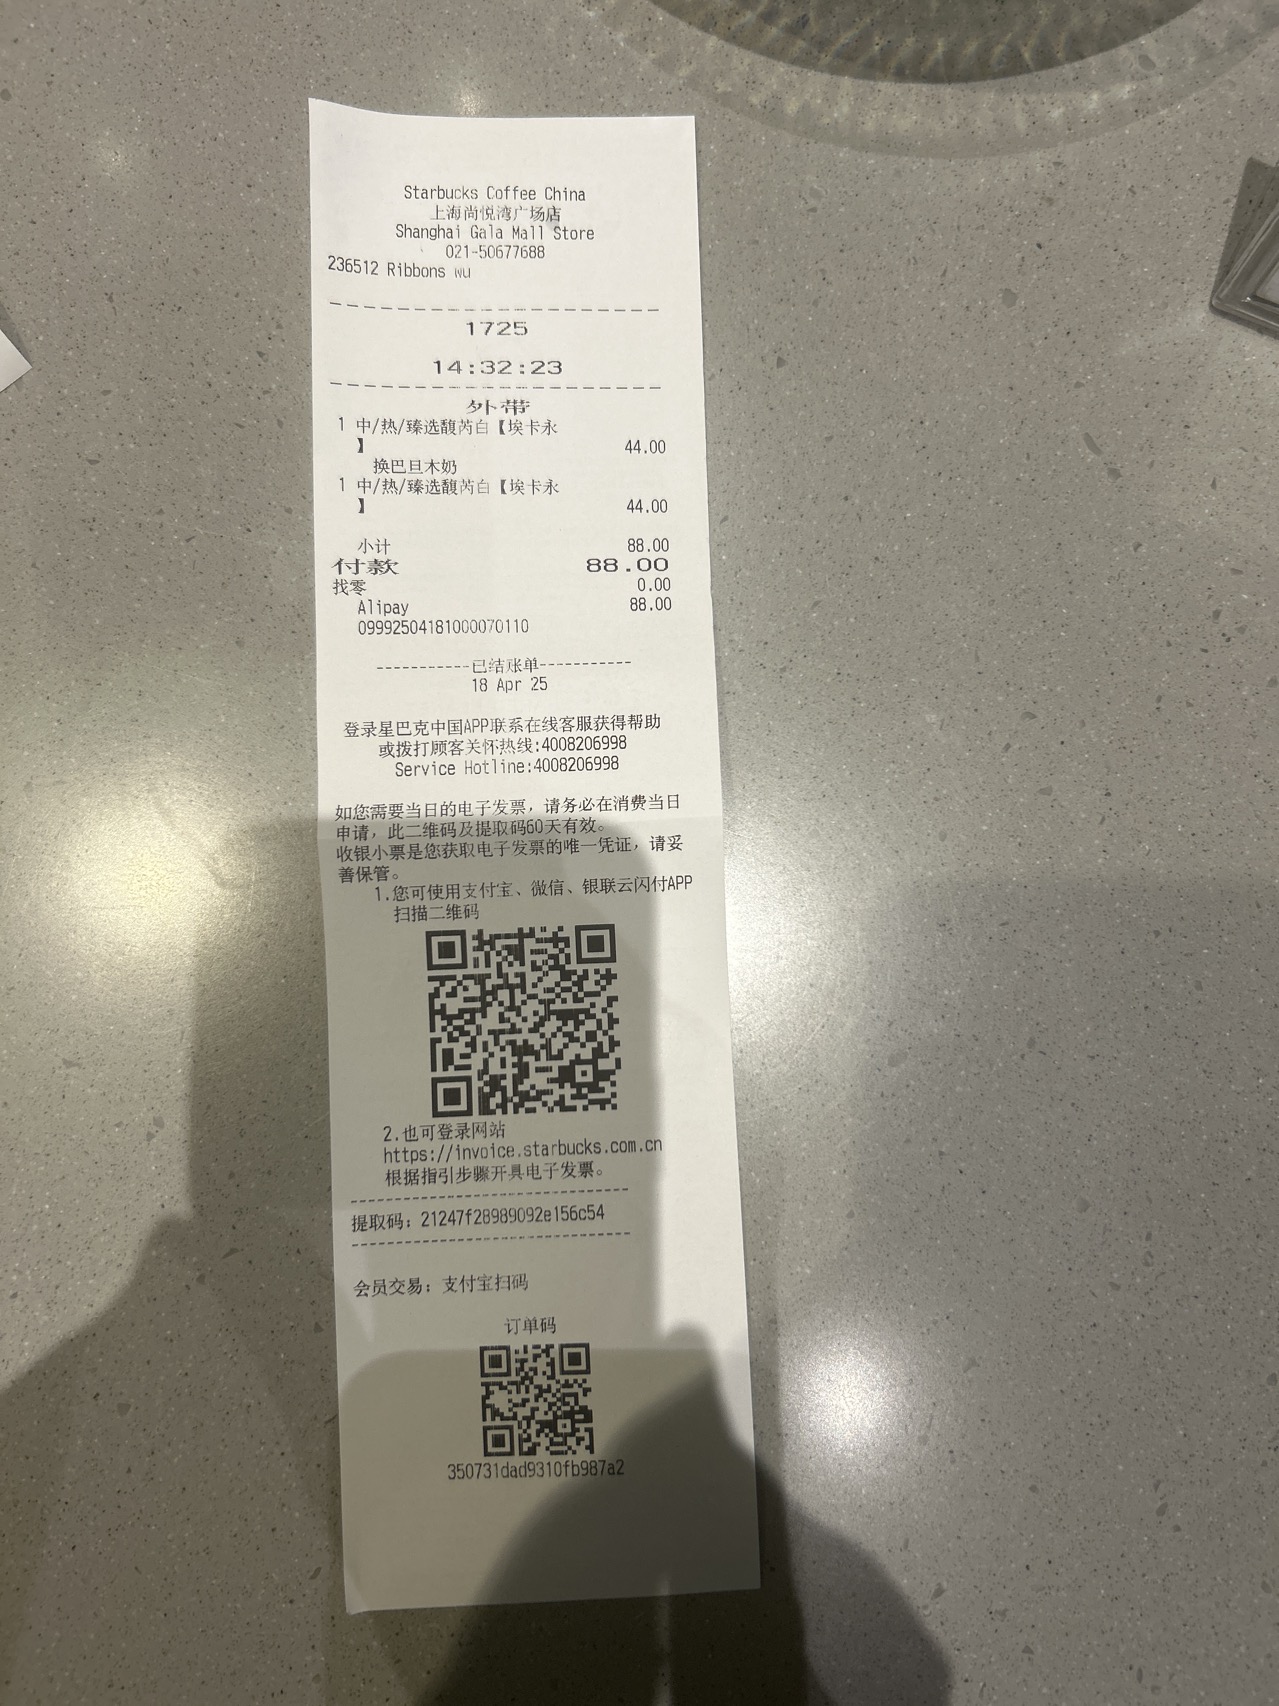 Starbucks Coffee China
上海尚悦湾广场店
Shanghai Gala Mall Store
021-50677688
236512 Ribbons wu
1725
14:32:23
外带
1 中/热/臻选馥芮白【埃卡永
】 44.00
换巴旦木奶
1 中/热/臻选馥芮白【埃卡永
】 44.00
小计 88.00
付款 88.00
找零 0.00
Alipay 88.00
09992504181000070110
-----------已结账单-----------
18 Apr 25
登录星巴克中国APP联系在线客服获得帮助
或拨打顾客关怀热线:4008206998
Service Hotline:4008206998
如您需要当日的电子发票，请务必在消费当日
申请，此二维码及提取码60天有效。
收银小票是您获取电子发票的唯一凭证，请妥
善保管。
1.您可使用支付宝、微信、银联云闪付APP
扫描二维码
2.也可登录网站
https://invoice.starbucks.com.cn
根据指引步骤开具电子发票。
提取码：21247f28989092e156c54
会员交易：支付宝扫码
订单码
350731dad9310fb987a2